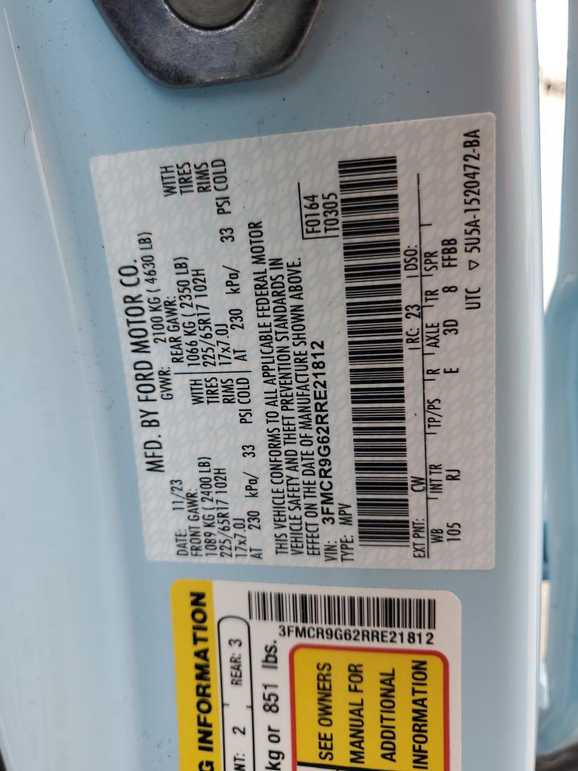 MFD. BY FORD MOTOR CO.
DATE: 11/23 GVWR: 2100 KG ( 4630 LB)
FRONT GAWR: REAR GAWR: WITH
1089 KG (2400 LB) 1066 KG ( 2350 LB) TIRES
225/65R17 102H TIRES 225/65R17 102H RIMS
17x7.0J RIMS 17x7.0J
AT 230 kPa/ 33 PSI COLD AT 230 kPa/ 33 PSI COLD
THIS VEHICLE CONFORMS TO ALL APPLICABLE FEDERAL MOTOR
VEHICLE SAFETY AND THEFT PREVENTION STANDARDS IN
EFFECT ON THE DATE OF MANUFACTURE SHOWN ABOVE.
VIN: 3FMCR9G62RRE21812 F0164
TYPE: MPV T0305
EXT PNT: CW RC: 23 DSO:
WB INT TR TP/PS R AXLE TR SPR
105 RJ E 3D 8 FFBB
UTC ▽ 5U5A-1520472-BA
G INFORMATION
NT: 2 REAR: 3
kg or 851 lbs.
3FMCR9G62RRE21812
SEE OWNERS
MANUAL FOR
ADDITIONAL
INFORMATION